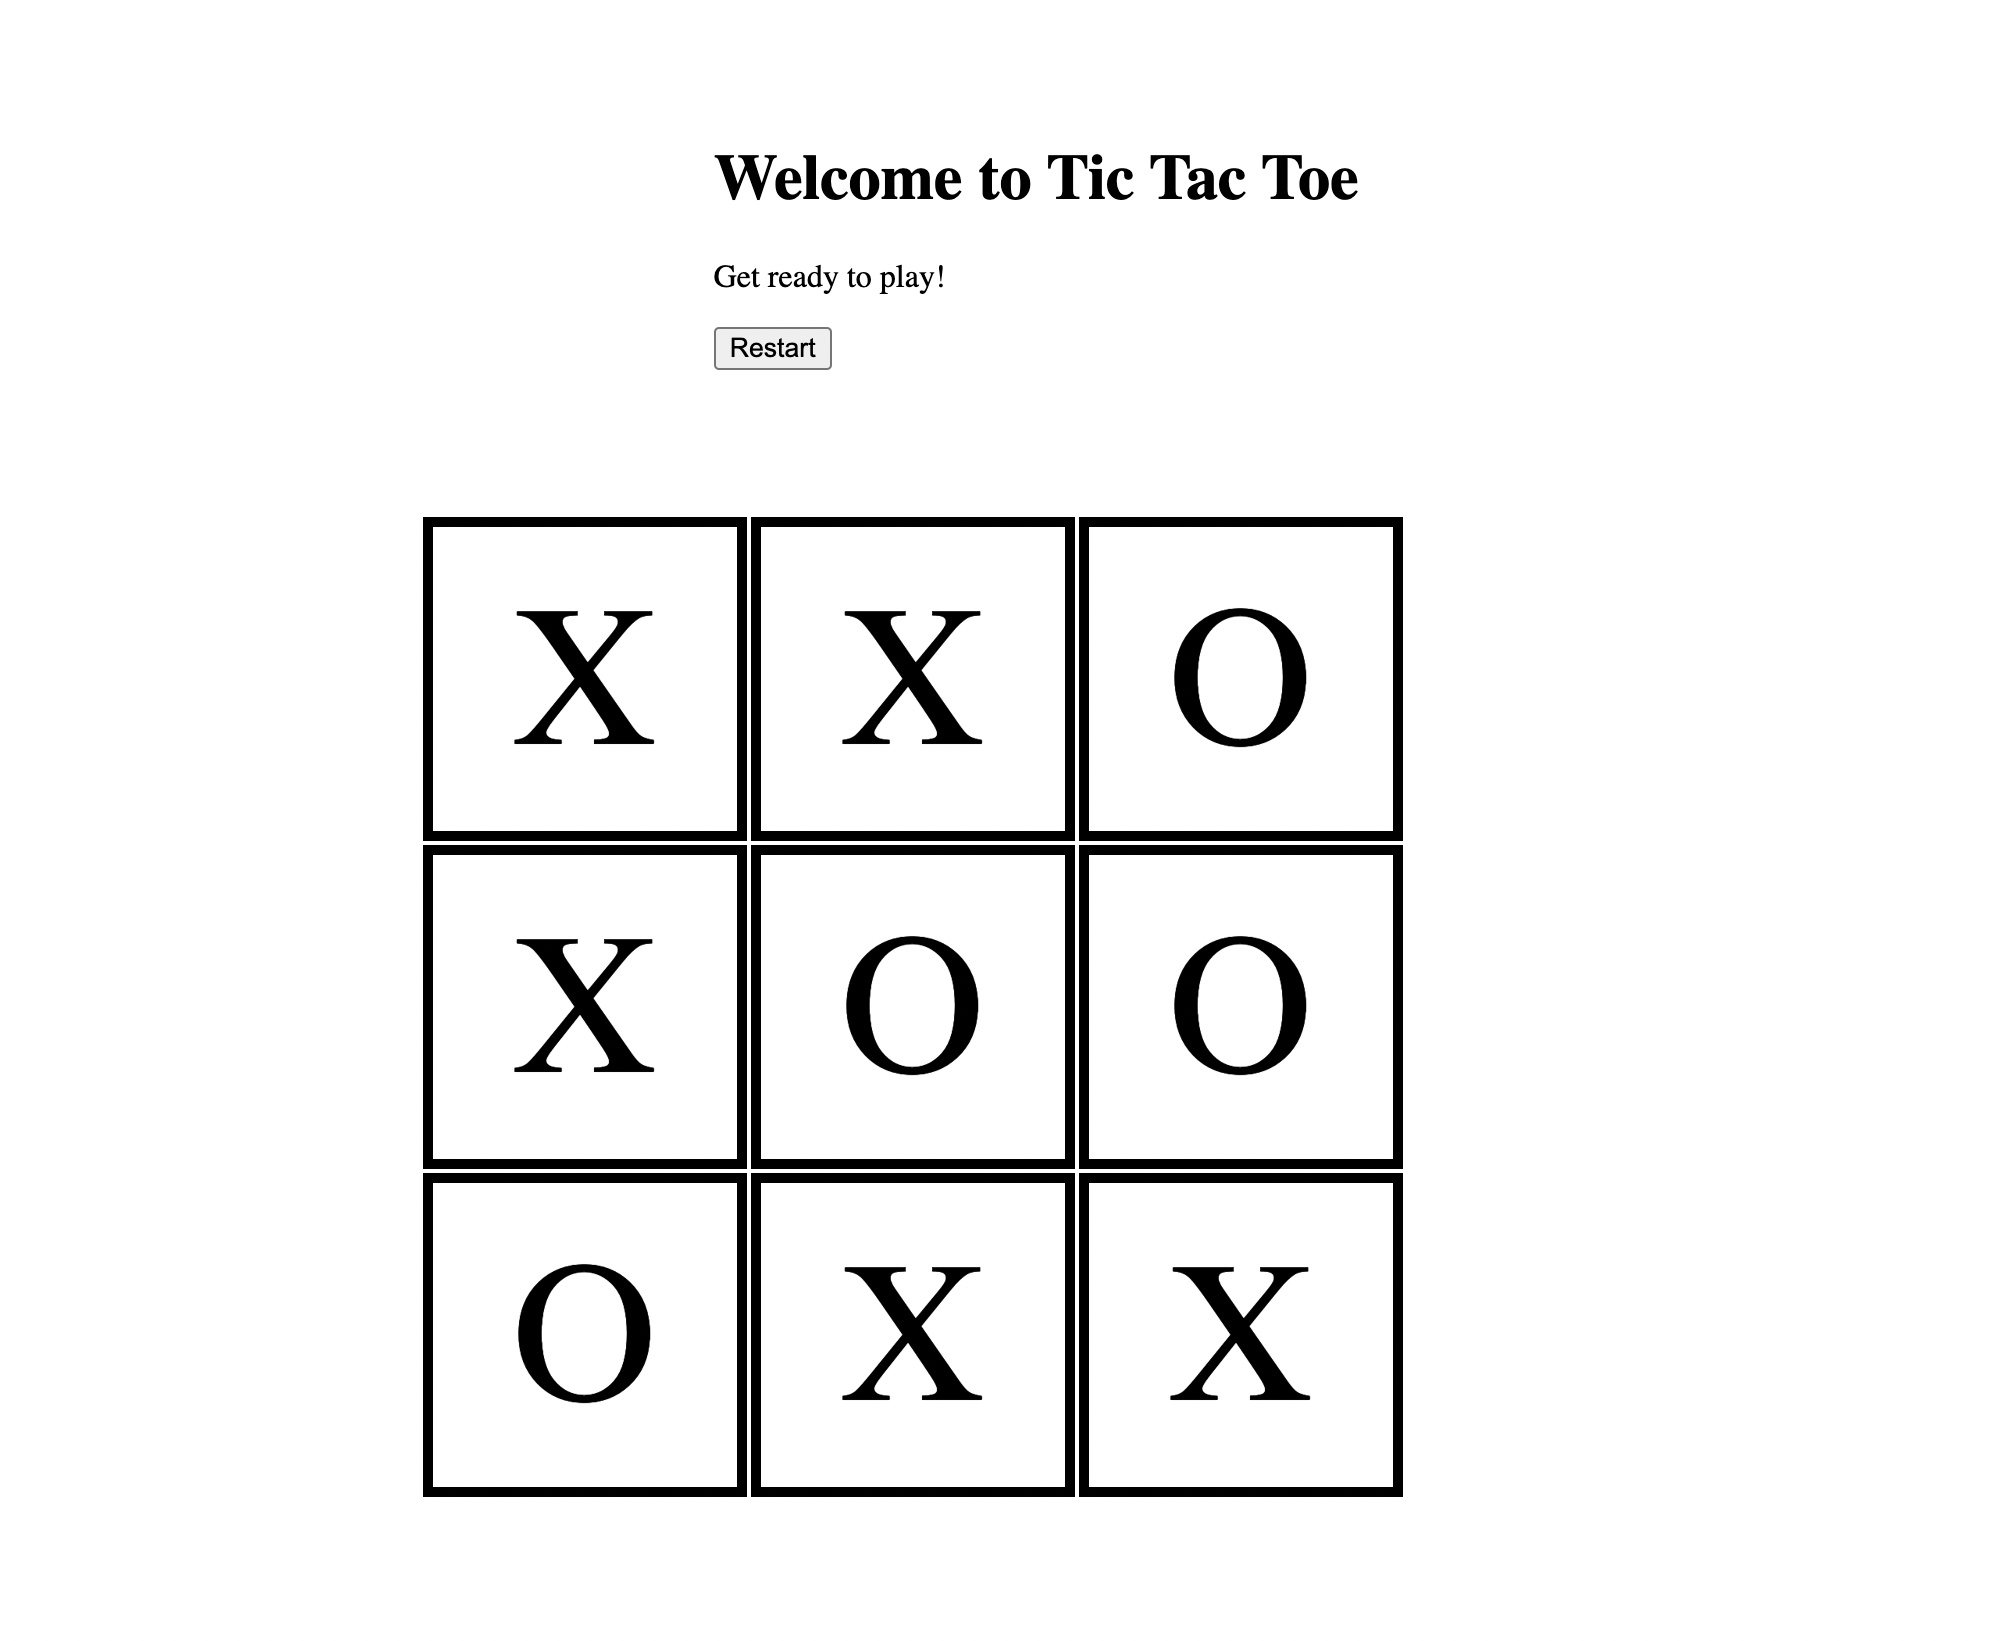 Welcome to Tic Tac Toe
Get ready to play!
Restart
X X O
X O O
O X X